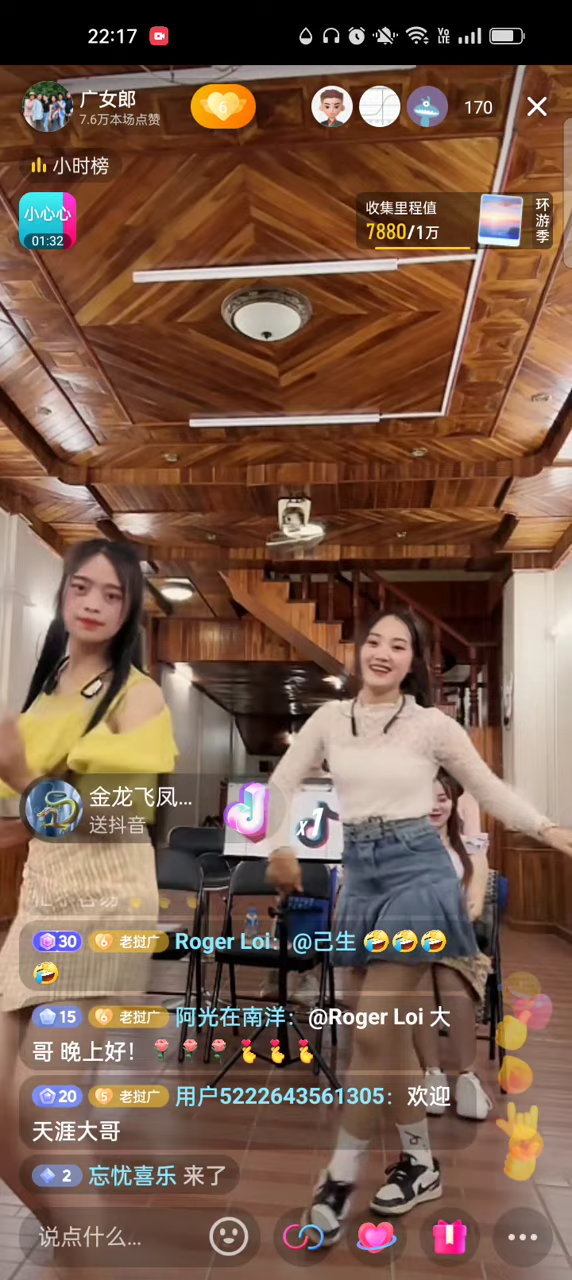 22:17
VoLTE
广女郎
7.6万本场点赞
6
170
小时榜
小心心
01:32
收集里程值
7880/1万
环游季
金龙飞凤...
送抖音
x1
30 6 老挝广 Roger Loi： @己生 🤣🤣🤣
🤣
15 6 老挝广 阿光在南洋： @Roger Loi 大
哥 晚上好！🌹🌹🌹🫰🫰🫰
20 5 老挝广 用户5222643561305： 欢迎
天涯大哥
2 忘忧喜乐 来了
说点什么...